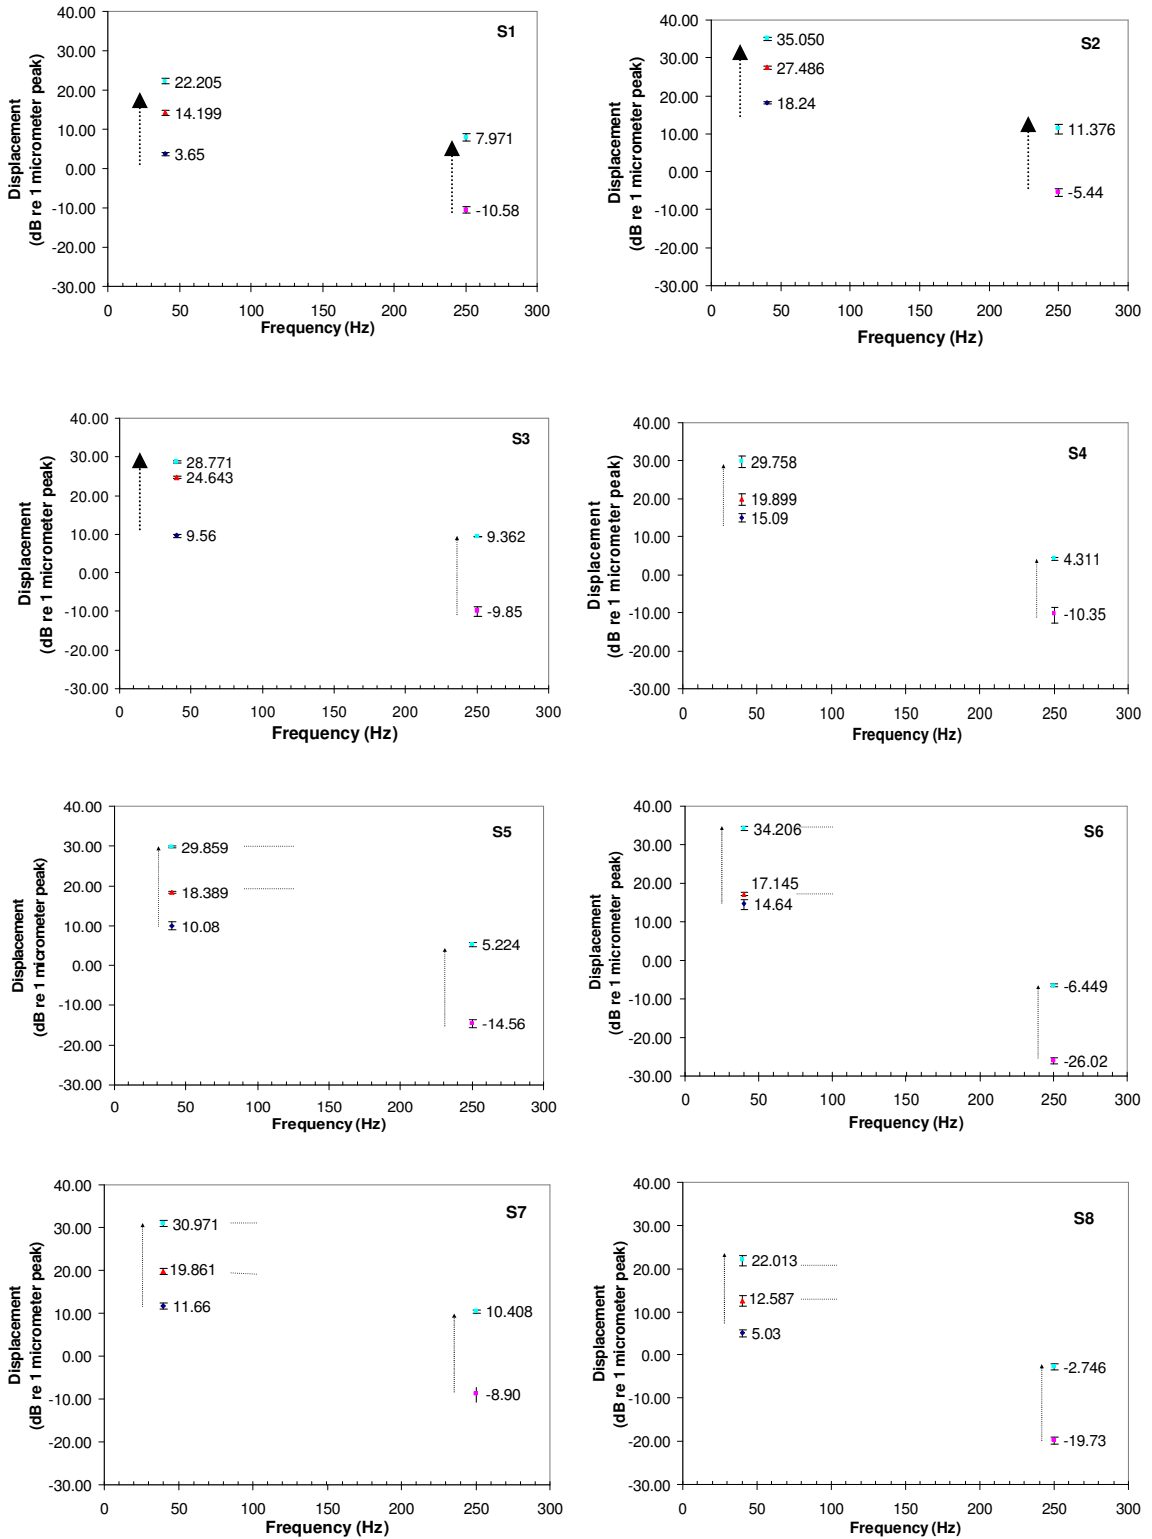 S1
Displacement
(dB re 1 micrometer peak)
40.00
30.00
20.00
10.00
0.00
-10.00
-20.00
-30.00
22.205
14.199
3.65
7.971
-10.58
0 50 100 150 200 250 300
Frequency (Hz)
S2
Displacement
(dB re 1 micrometer peak)
40.00
30.00
20.00
10.00
0.00
-10.00
-20.00
-30.00
35.050
27.486
18.24
11.376
-5.44
0 50 100 150 200 250 300
Frequency (Hz)
S3
Displacement
(dB re 1 micrometer peak)
40.00
30.00
20.00
10.00
0.00
-10.00
-20.00
-30.00
28.771
24.643
9.56
9.362
-9.85
0 50 100 150 200 250 300
Frequency (Hz)
S4
Displacement
(dB re 1 micrometer peak)
40.00
30.00
20.00
10.00
0.00
-10.00
-20.00
-30.00
29.758
19.899
15.09
4.311
-10.35
0 50 100 150 200 250 300
Frequency (Hz)
S5
Displacement
(dB re 1 micrometer peak)
40.00
30.00
20.00
10.00
0.00
-10.00
-20.00
-30.00
29.859
18.389
10.08
5.224
-14.56
0 50 100 150 200 250 300
Frequency (Hz)
S6
Displacement
(dB re 1 micrometer peak)
40.00
30.00
20.00
10.00
0.00
-10.00
-20.00
-30.00
34.206
17.145
14.64
-6.449
-26.02
0 50 100 150 200 250 300
Frequency (Hz)
S7
Displacement
(dB re 1 micrometer peak)
40.00
30.00
20.00
10.00
0.00
-10.00
-20.00
-30.00
30.971
19.861
11.66
10.408
-8.90
0 50 100 150 200 250 300
Frequency (Hz)
S8
Displacement
(dB re 1 micrometer peak)
40.00
30.00
20.00
10.00
0.00
-10.00
-20.00
-30.00
22.013
12.587
5.03
-2.746
-19.73
0 50 100 150 200 250 300
Frequency (Hz)